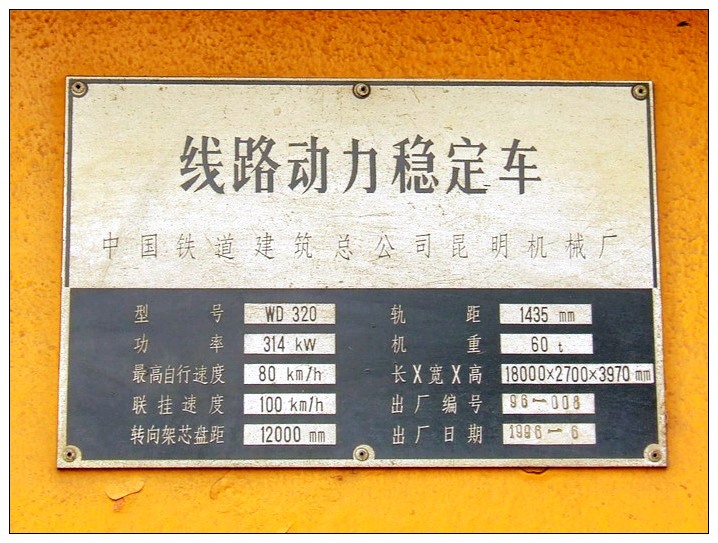 线路动力稳定车
中国铁道建筑总公司昆明机械厂
型号 WD 320 轨距 1435 mm
功率 314 kW 机重 60 t
最高自行速度 80 km/h 长X宽X高 18000×2700×3970 mm
联挂速度 100 km/h 出厂编号 96-006
转向架芯盘距 12000 mm 出厂日期 1996-6